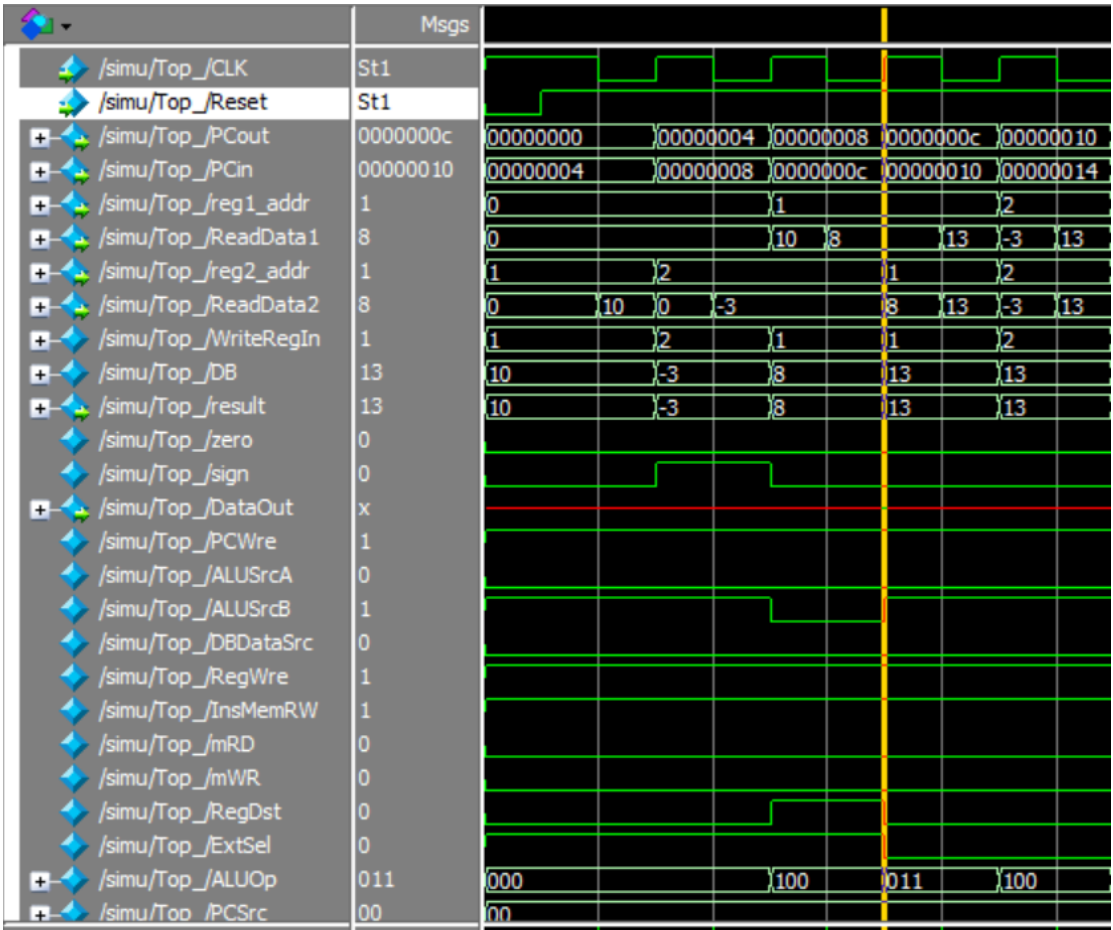 Msgs
/simu/Top_/CLK St1
/simu/Top_/Reset St1
/simu/Top_/PCout 0000000c 00000000 00000004 00000008 0000000c 00000010
/simu/Top_/PCin 00000010 00000004 00000008 0000000c 00000010 00000014
/simu/Top_/reg1_addr 1 0 1 2
/simu/Top_/ReadData1 8 0 10 8 13 -3 13
/simu/Top_/reg2_addr 1 1 2 1 2
/simu/Top_/ReadData2 8 0 10 0 -3 8 13 -3 13
/simu/Top_/WriteRegIn 1 1 2 1 1 2
/simu/Top_/DB 13 10 -3 8 13 13
/simu/Top_/result 13 10 -3 8 13 13
/simu/Top_/zero 0
/simu/Top_/sign 0
/simu/Top_/DataOut x
/simu/Top_/PCWre 1
/simu/Top_/ALUSrcA 0
/simu/Top_/ALUSrcB 1
/simu/Top_/DBDataSrc 0
/simu/Top_/RegWre 1
/simu/Top_/InsMemRW 1
/simu/Top_/mRD 0
/simu/Top_/mWR 0
/simu/Top_/RegDst 0
/simu/Top_/ExtSel 0
/simu/Top_/ALUOp 011 000 100 011 100
/simu/Top_/PCSrc 00 00